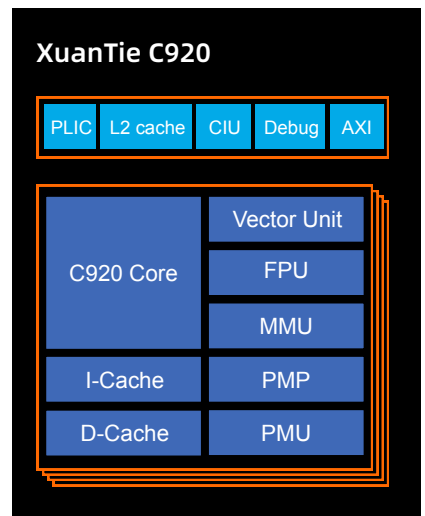 XuanTie C920
PLIC L2 cache CIU Debug AXI
C920 Core
Vector Unit
FPU
MMU
I-Cache
PMP
D-Cache
PMU